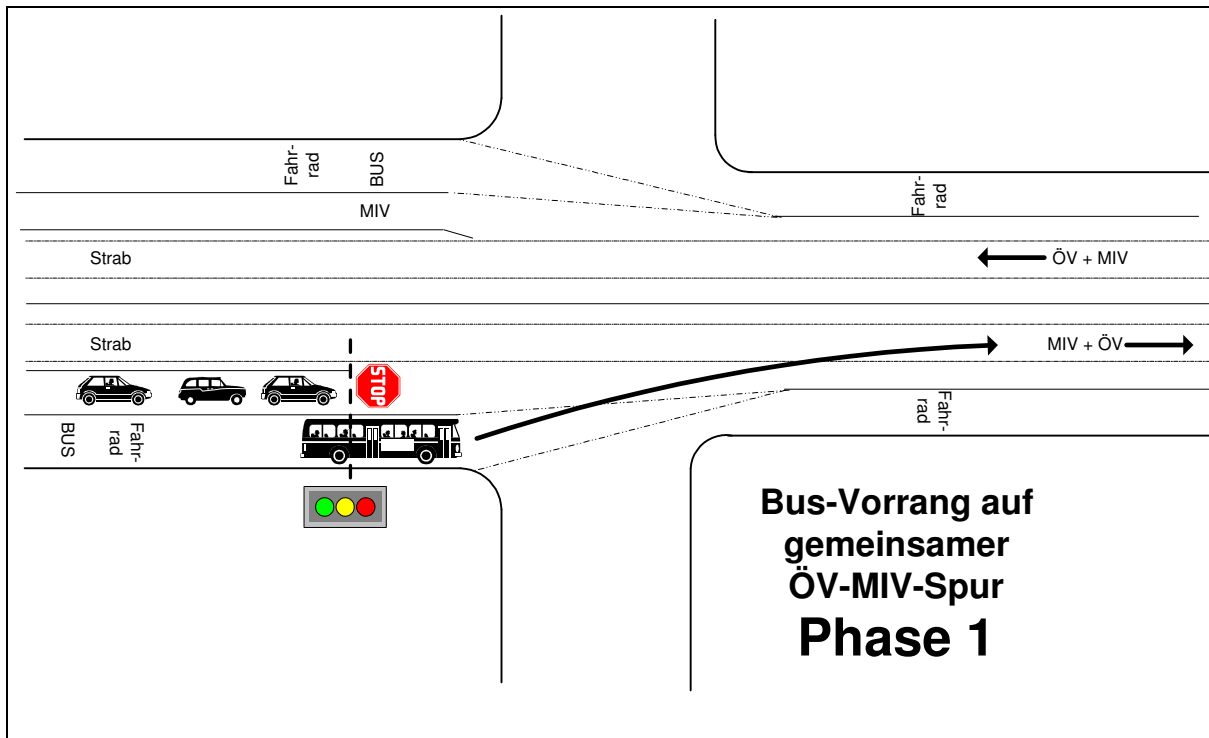 Fahr-
rad
BUS
MIV
Fahr-
rad
Strab
ÖV + MIV
Strab
MIV + ÖV
STOP
BUS
Fahr-
rad
Fahr-
rad
Bus-Vorrang auf
gemeinsamer
ÖV-MIV-Spur
Phase 1